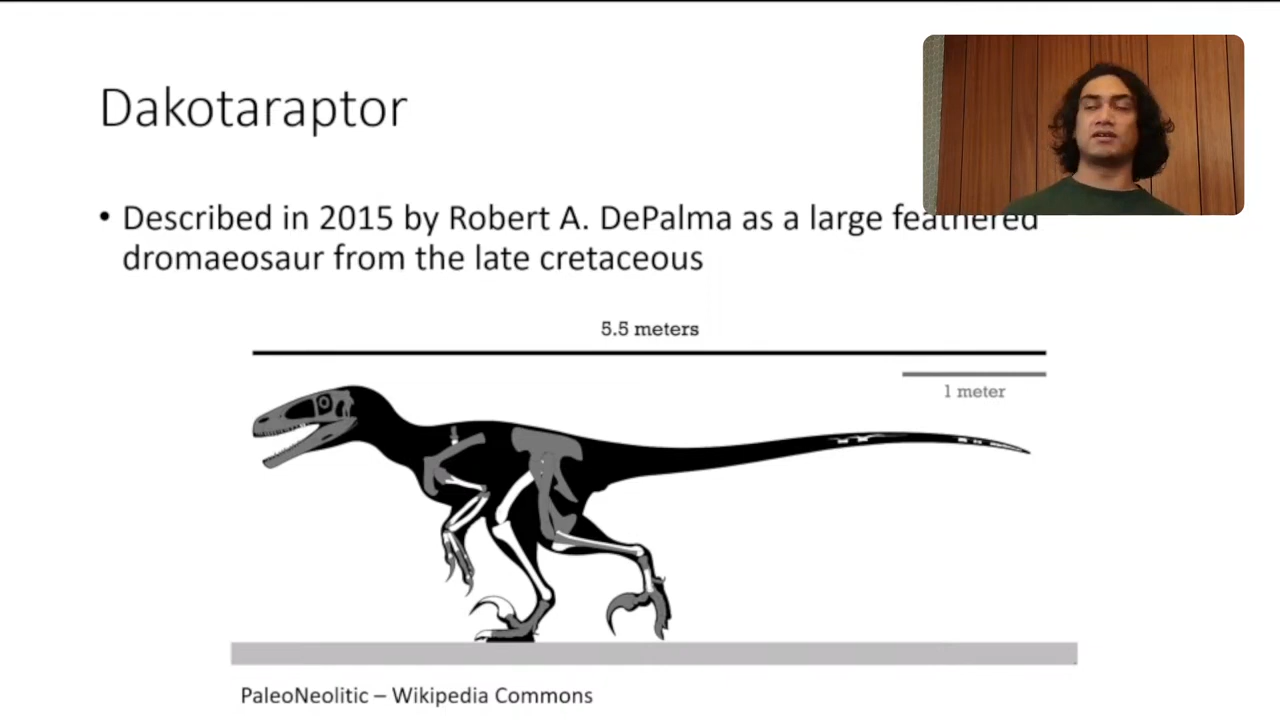 Dakotaraptor
• Described in 2015 by Robert A. DePalma as a large feathered
dromaeosaur from the late cretaceous
5.5 meters
1 meter
PaleoNeolitic – Wikipedia Commons